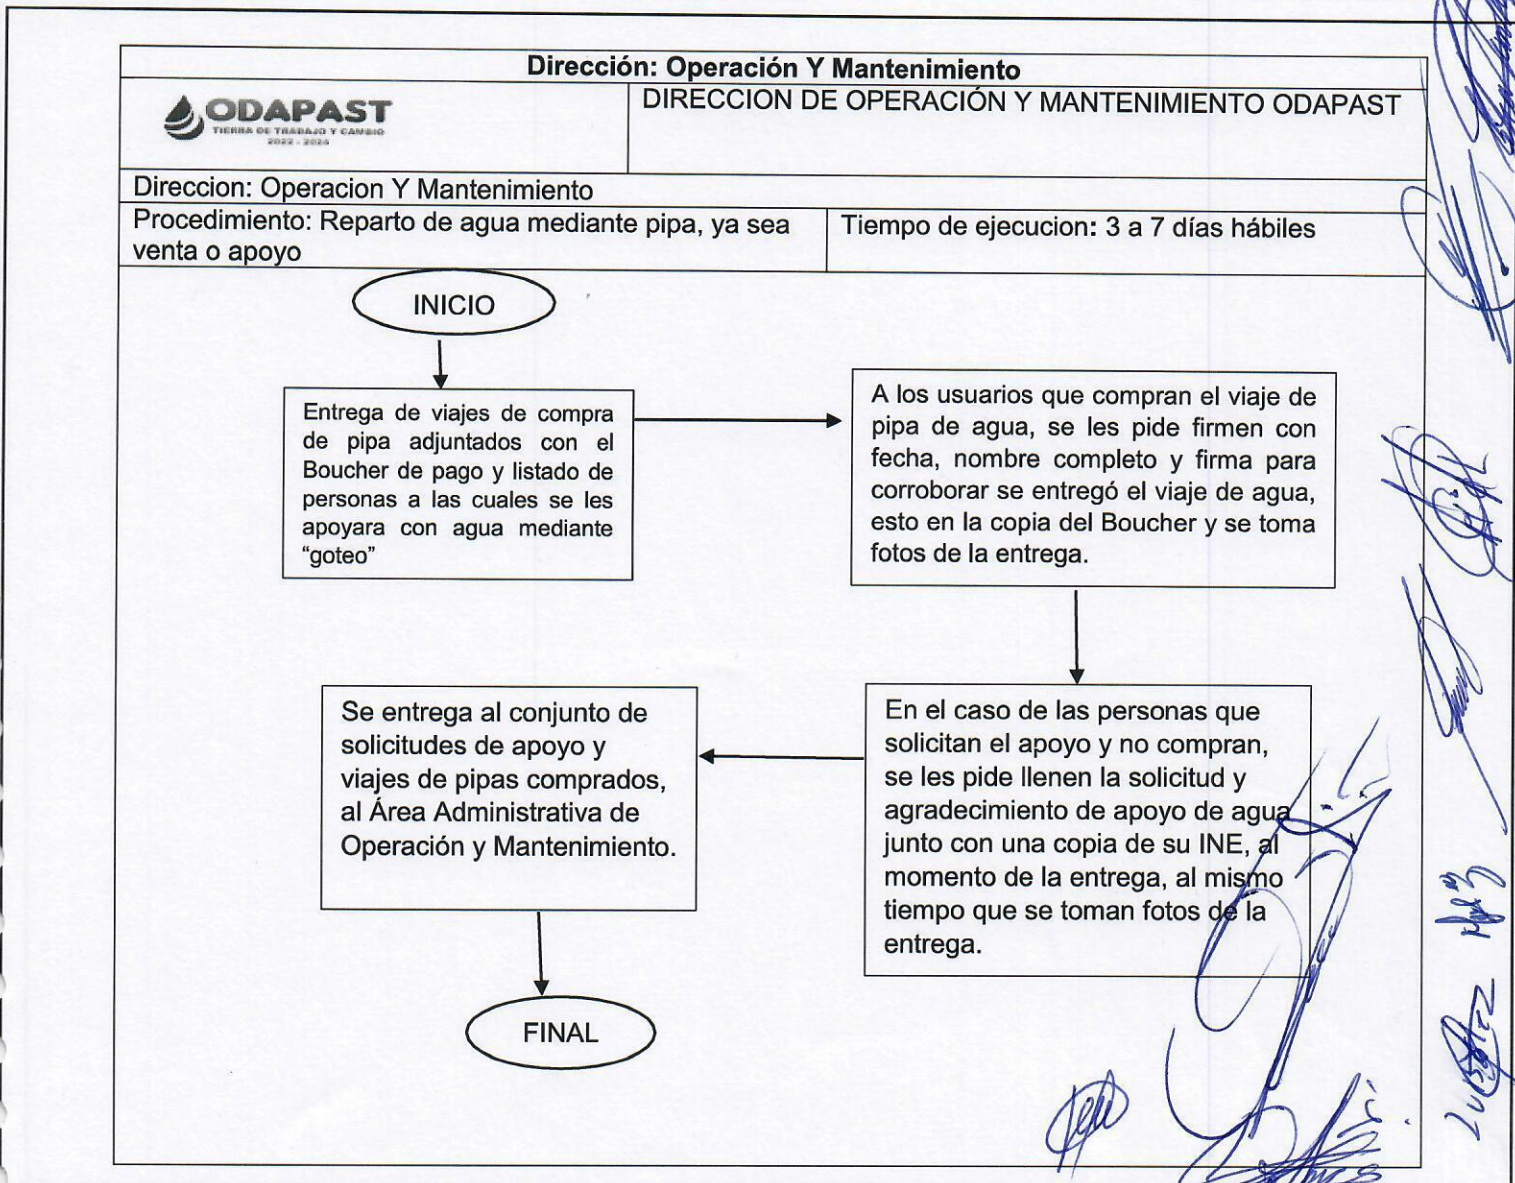 Dirección: Operación Y Mantenimiento
ODAPAST
TIERRA DE TRABAJO Y CAMBIO
2022 - 2024
DIRECCION DE OPERACIÓN Y MANTENIMIENTO ODAPAST
Direccion: Operacion Y Mantenimiento
Procedimiento: Reparto de agua mediante pipa, ya sea
venta o apoyo
Tiempo de ejecucion: 3 a 7 días hábiles
INICIO
Entrega de viajes de compra
de pipa adjuntados con el
Boucher de pago y listado de
personas a las cuales se les
apoyara con agua mediante
“goteo”
A los usuarios que compran el viaje de
pipa de agua, se les pide firmen con
fecha, nombre completo y firma para
corroborar se entregó el viaje de agua,
esto en la copia del Boucher y se toma
fotos de la entrega.
En el caso de las personas que
solicitan el apoyo y no compran,
se les pide llenen la solicitud y
agradecimiento de apoyo de agua
junto con una copia de su INE, al
momento de la entrega, al mismo
tiempo que se toman fotos de la
entrega.
Se entrega al conjunto de
solicitudes de apoyo y
viajes de pipas comprados,
al Área Administrativa de
Operación y Mantenimiento.
FINAL